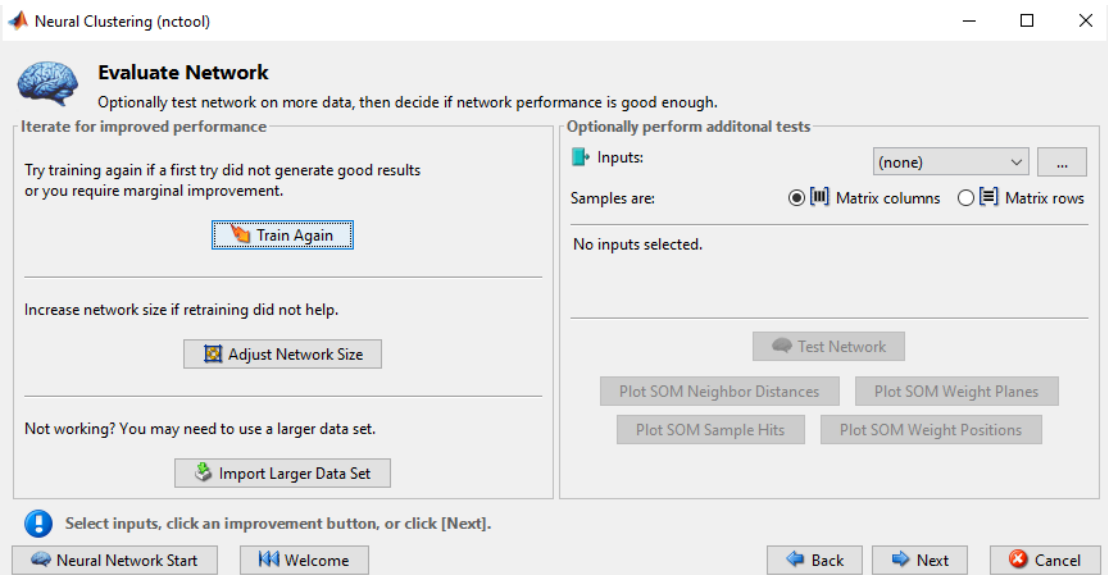 Neural Clustering (nctool)
Evaluate Network
Optionally test network on more data, then decide if network performance is good enough.
Iterate for improved performance
Try training again if a first try did not generate good results
or you require marginal improvement.
Train Again
Increase network size if retraining did not help.
Adjust Network Size
Not working? You may need to use a larger data set.
Import Larger Data Set
Optionally perform additonal tests
Inputs: (none) ...
Samples are: Matrix columns Matrix rows
No inputs selected.
Test Network
Plot SOM Neighbor Distances Plot SOM Weight Planes
Plot SOM Sample Hits Plot SOM Weight Positions
Select inputs, click an improvement button, or click [Next].
Neural Network Start Welcome Back Next Cancel